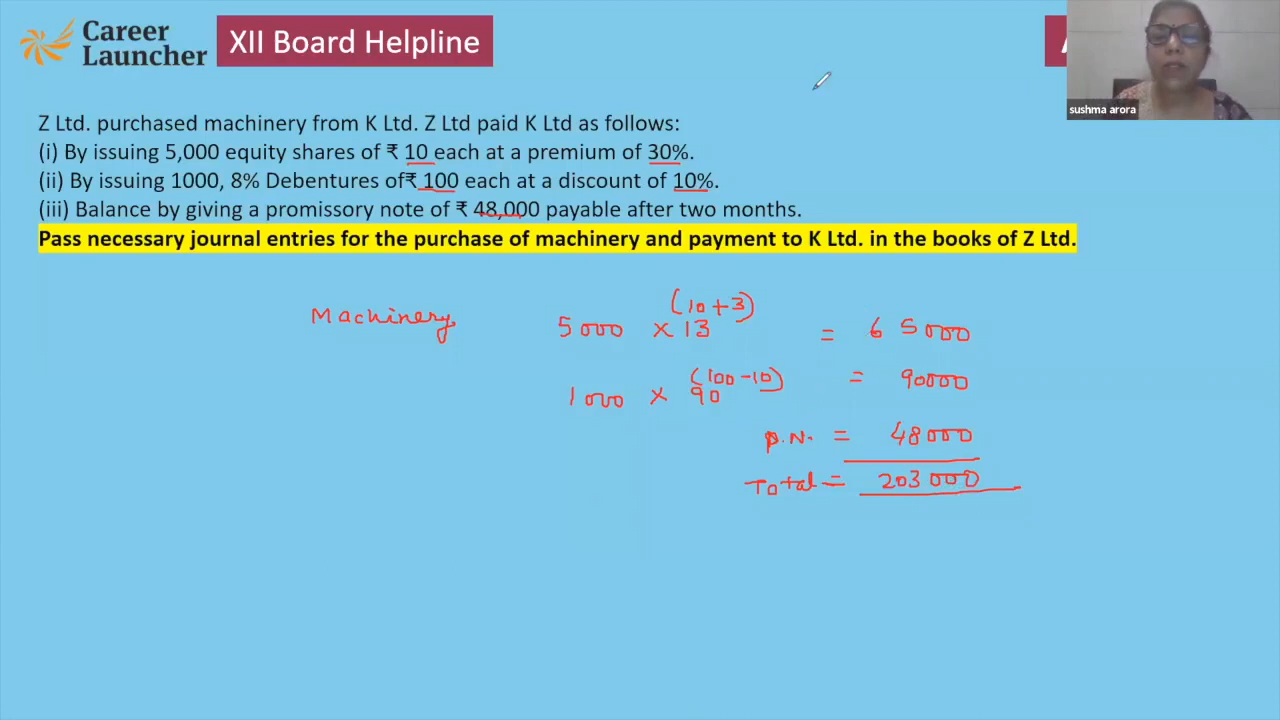 Career
Launcher
XII Board Helpline
sushma arora
Z Ltd. purchased machinery from K Ltd. Z Ltd paid K Ltd as follows:
(i) By issuing 5,000 equity shares of ₹ 10 each at a premium of 30%.
(ii) By issuing 1000, 8% Debentures of₹ 100 each at a discount of 10%.
(iii) Balance by giving a promissory note of ₹ 48,000 payable after two months.
Pass necessary journal entries for the purchase of machinery and payment to K Ltd. in the books of Z Ltd.
(10+3)
Machinery 5000 × 13 = 65000
(100-10)
1000 × 90 = 90000
P.N. = 48000
Total = 203000